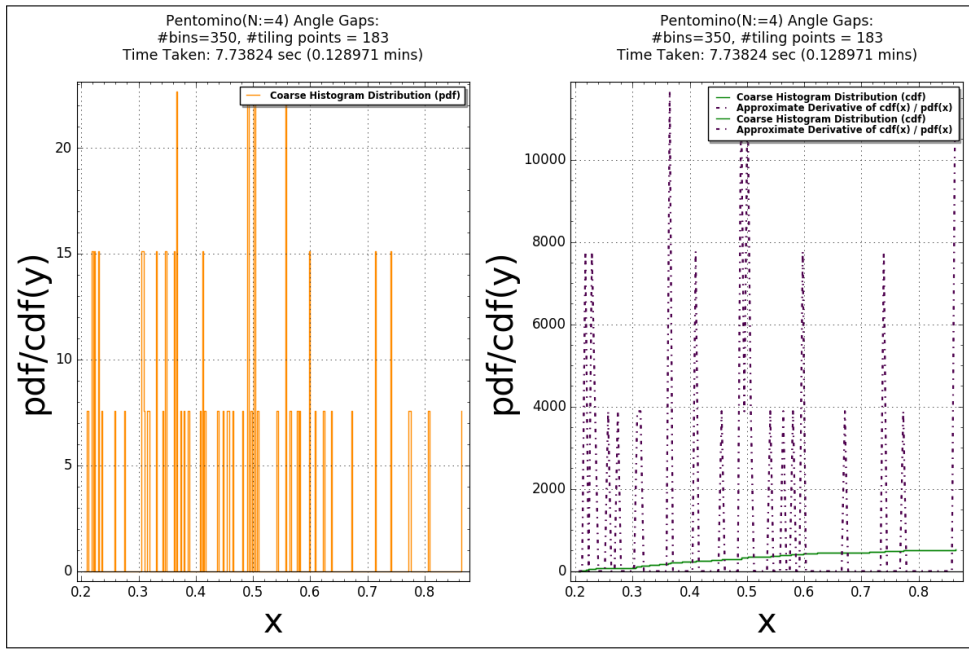 Pentomino(N:=4) Angle Gaps:
#bins=350, #tiling points = 183
Time Taken: 7.73824 sec (0.128971 mins)
Coarse Histogram Distribution (pdf)
20
15
10
5
0
0.2 0.3 0.4 0.5 0.6 0.7 0.8
pdf/cdf(y)
x
Pentomino(N:=4) Angle Gaps:
#bins=350, #tiling points = 183
Time Taken: 7.73824 sec (0.128971 mins)
Coarse Histogram Distribution (cdf)
Approximate Derivative of cdf(x) / pdf(x)
Coarse Histogram Distribution (cdf)
Approximate Derivative of cdf(x) / pdf(x)
10000
8000
6000
4000
2000
0
0.2 0.3 0.4 0.5 0.6 0.7 0.8
pdf/cdf(y)
x